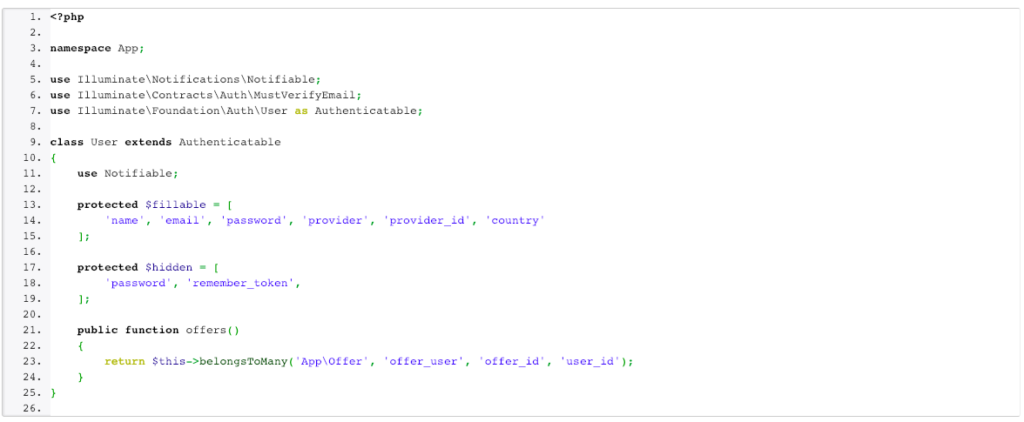 1. <?php
2.
3. namespace App;
4.
5. use Illuminate\Notifications\Notifiable;
6. use Illuminate\Contracts\Auth\MustVerifyEmail;
7. use Illuminate\Foundation\Auth\User as Authenticatable;
8.
9. class User extends Authenticatable
10. {
11.     use Notifiable;
12.
13.     protected $fillable = [
14.         'name', 'email', 'password', 'provider', 'provider_id', 'country'
15.     ];
16.
17.     protected $hidden = [
18.         'password', 'remember_token',
19.     ];
20.
21.     public function offers()
22.     {
23.         return $this->belongsToMany('App\Offer', 'offer_user', 'offer_id', 'user_id');
24.     }
25. }
26.